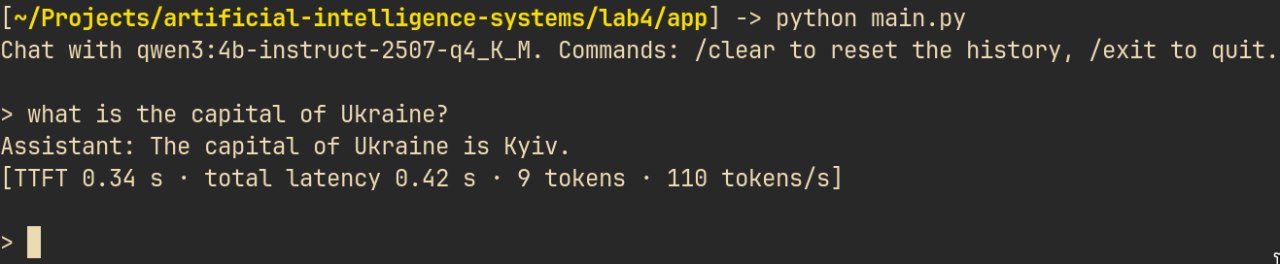 [~/Projects/artificial-intelligence-systems/lab4/app] -> python main.py
Chat with qwen3:4b-instruct-2507-q4_K_M. Commands: /clear to reset the history, /exit to quit.
> what is the capital of Ukraine?
Assistant: The capital of Ukraine is Kyiv.
[TTFT 0.34 s · total latency 0.42 s · 9 tokens · 110 tokens/s]
>